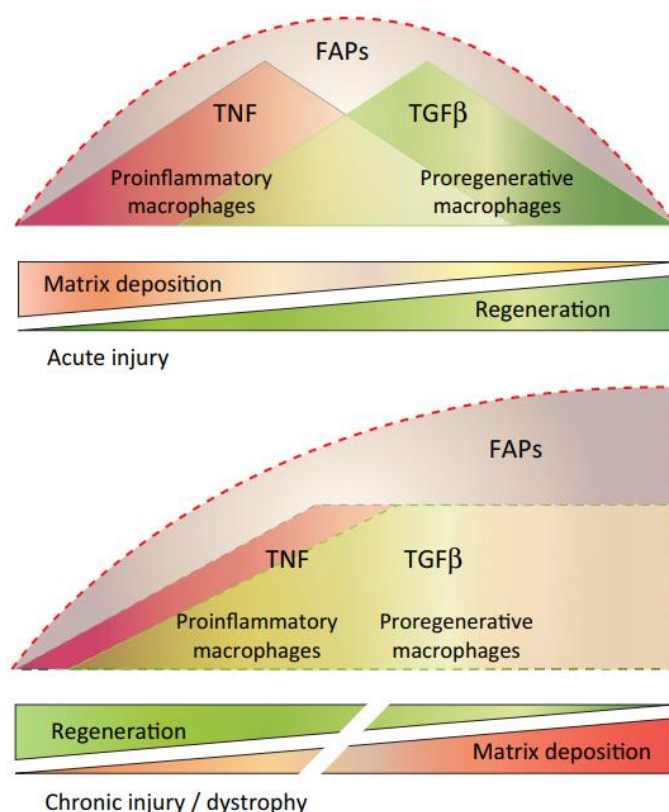 FAPs
TNF
TGFβ
Proinflammatory
macrophages
Proregenerative
macrophages
Matrix deposition
Regeneration
Acute injury
FAPs
TNF
TGFβ
Proinflammatory
macrophages
Proregenerative
macrophages
Regeneration
Matrix deposition
Chronic injury / dystrophy